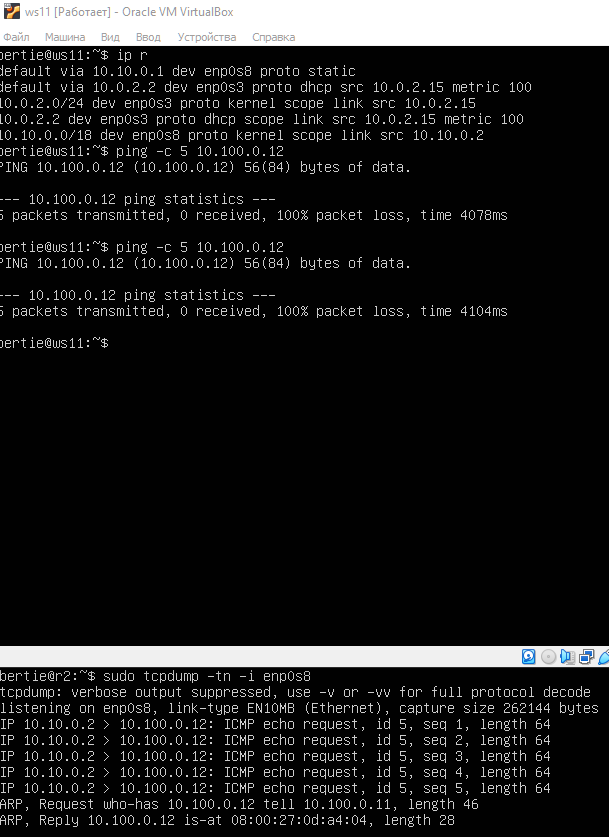 ws11 [Работает] - Oracle VM VirtualBox
Файл Машина Вид Ввод Устройства Справка
bertie@ws11:~$ ip r
default via 10.10.0.1 dev enp0s8 proto static
default via 10.0.2.2 dev enp0s3 proto dhcp src 10.0.2.15 metric 100
10.0.2.0/24 dev enp0s3 proto kernel scope link src 10.0.2.15
10.0.2.2 dev enp0s3 proto dhcp scope link src 10.0.2.15 metric 100
10.10.0.0/18 dev enp0s8 proto kernel scope link src 10.10.0.2
bertie@ws11:~$ ping -c 5 10.100.0.12
PING 10.100.0.12 (10.100.0.12) 56(84) bytes of data.
--- 10.100.0.12 ping statistics ---
5 packets transmitted, 0 received, 100% packet loss, time 4078ms
bertie@ws11:~$ ping -c 5 10.100.0.12
PING 10.100.0.12 (10.100.0.12) 56(84) bytes of data.
--- 10.100.0.12 ping statistics ---
5 packets transmitted, 0 received, 100% packet loss, time 4104ms
bertie@ws11:~$
bertie@r2:~$ sudo tcpdump -tn -i enp0s8
tcpdump: verbose output suppressed, use -v or -vv for full protocol decode
listening on enp0s8, link-type EN10MB (Ethernet), capture size 262144 bytes
IP 10.10.0.2 > 10.100.0.12: ICMP echo request, id 5, seq 1, length 64
IP 10.10.0.2 > 10.100.0.12: ICMP echo request, id 5, seq 2, length 64
IP 10.10.0.2 > 10.100.0.12: ICMP echo request, id 5, seq 3, length 64
IP 10.10.0.2 > 10.100.0.12: ICMP echo request, id 5, seq 4, length 64
IP 10.10.0.2 > 10.100.0.12: ICMP echo request, id 5, seq 5, length 64
ARP, Request who-has 10.100.0.12 tell 10.100.0.11, length 46
ARP, Reply 10.100.0.12 is-at 08:00:27:0d:a4:04, length 28